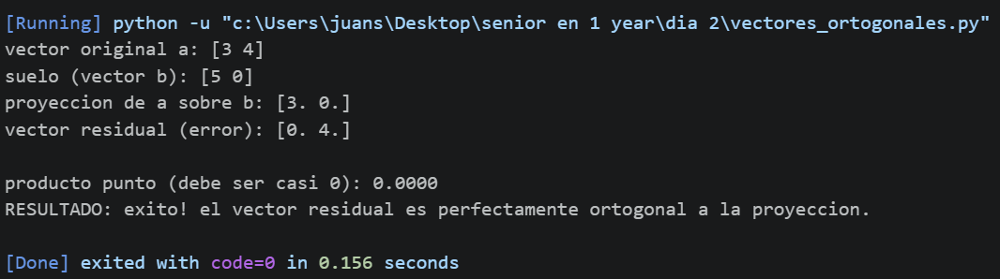 [Running] python -u "c:\Users\juans\Desktop\senior en 1 year\dia 2\vectores_ortogonales.py"
vector original a: [3 4]
suelo (vector b): [5 0]
proyeccion de a sobre b: [3. 0.]
vector residual (error): [0. 4.]
producto punto (debe ser casi 0): 0.0000
RESULTADO: exito! el vector residual es perfectamente ortogonal a la proyeccion.
[Done] exited with code=0 in 0.156 seconds